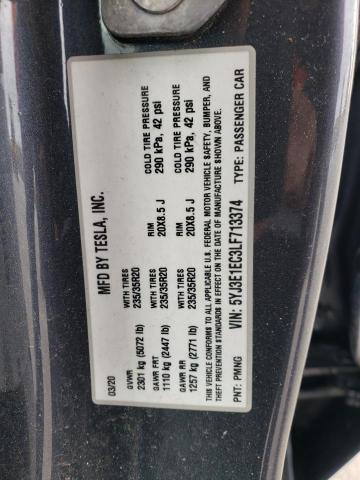 MFD BY TESLA, INC.
03/20
GVWR
2301 kg (5072 lb)
GAWR FRT
1110 kg (2447 lb)
WITH TIRES
235/35R20
RIM
20X8.5 J
COLD TIRE PRESSURE
290 kPa, 42 psi
GAWR RR
1257 kg (2771 lb)
WITH TIRES
235/35R20
RIM
20X8.5 J
COLD TIRE PRESSURE
290 kPa, 42 psi
THIS VEHICLE CONFORMS TO ALL APPLICABLE U.S. FEDERAL MOTOR VEHICLE SAFETY, BUMPER, AND
THEFT PREVENTION STANDARDS IN EFFECT ON THE DATE OF MANUFACTURE SHOWN ABOVE.
VIN: 5YJ3E1EC3LF713374
TYPE: PASSENGER CAR
PNT: PMNG